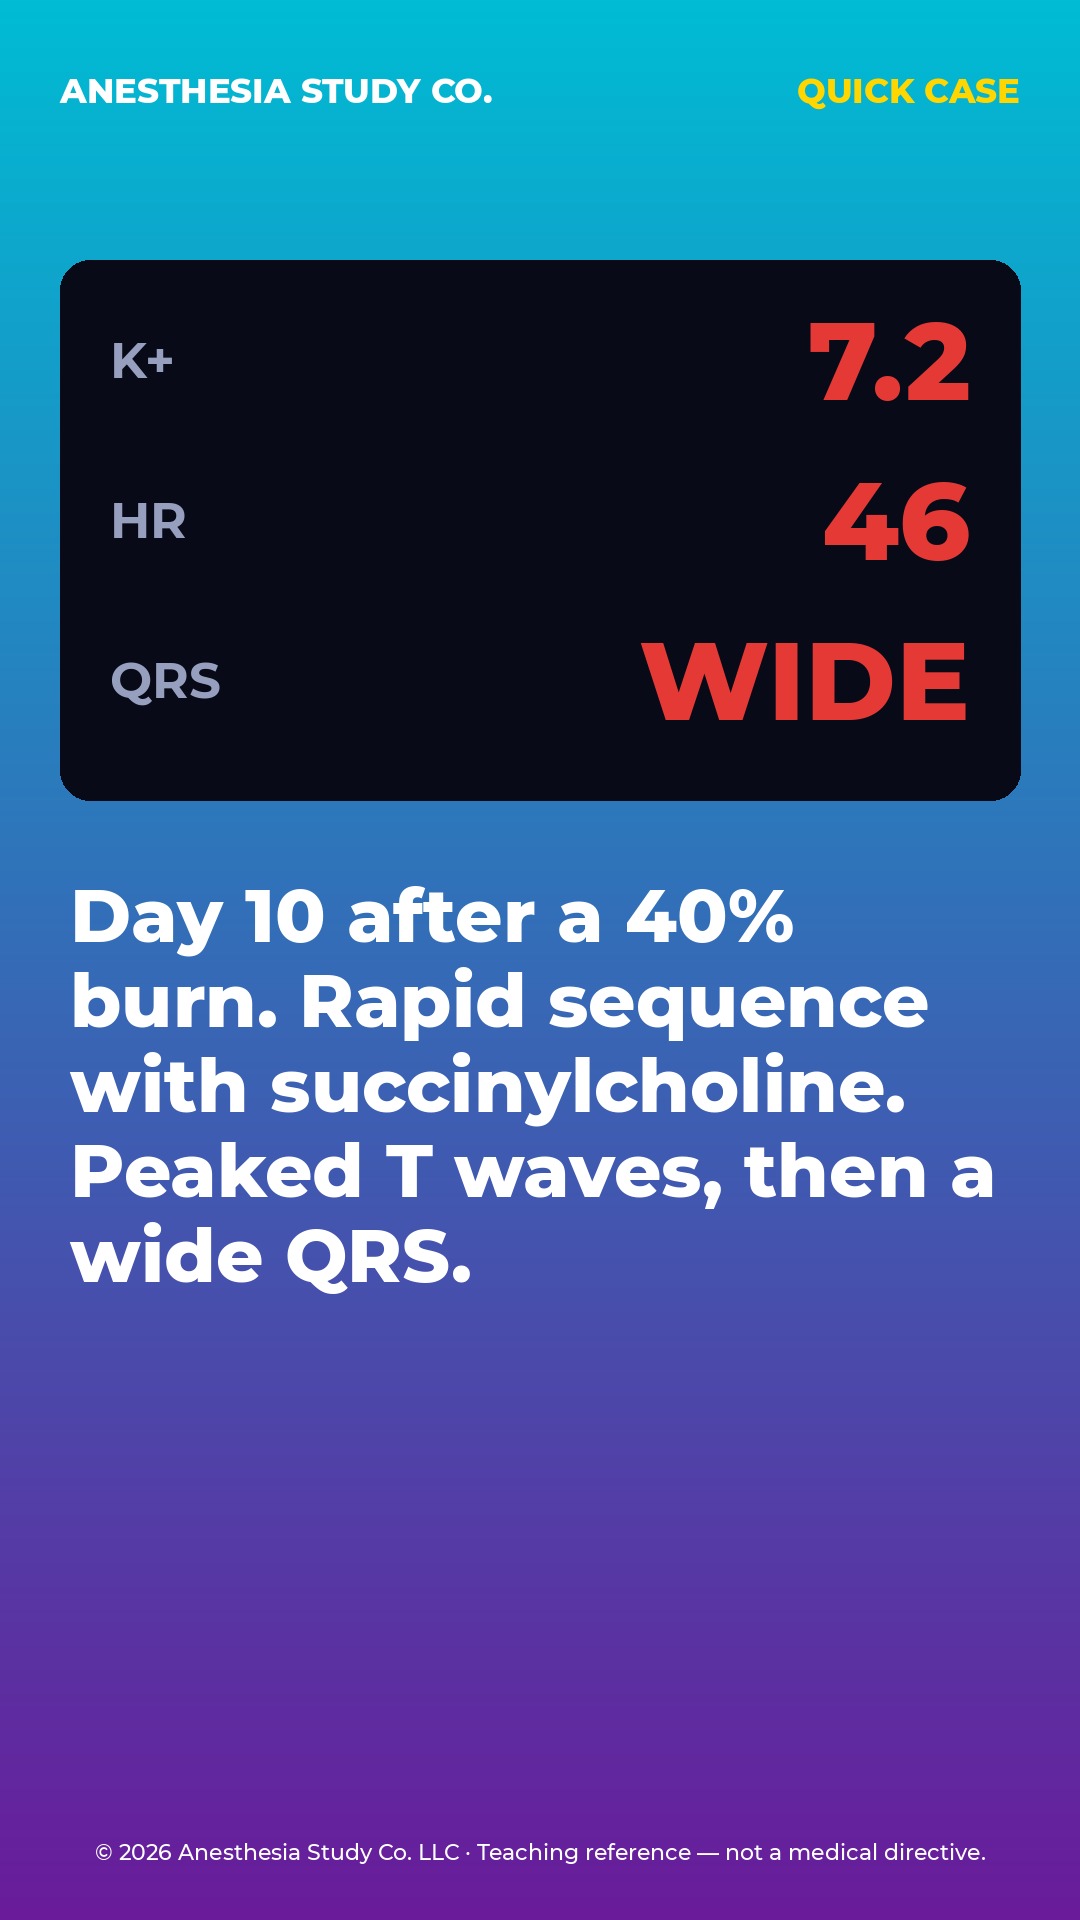 ANESTHESIA STUDY CO.
QUICK CASE
K+ 7.2
HR 46
QRS WIDE
Day 10 after a 40%
burn. Rapid sequence
with succinylcholine.
Peaked T waves, then a
wide QRS.
© 2026 Anesthesia Study Co. LLC · Teaching reference — not a medical directive.